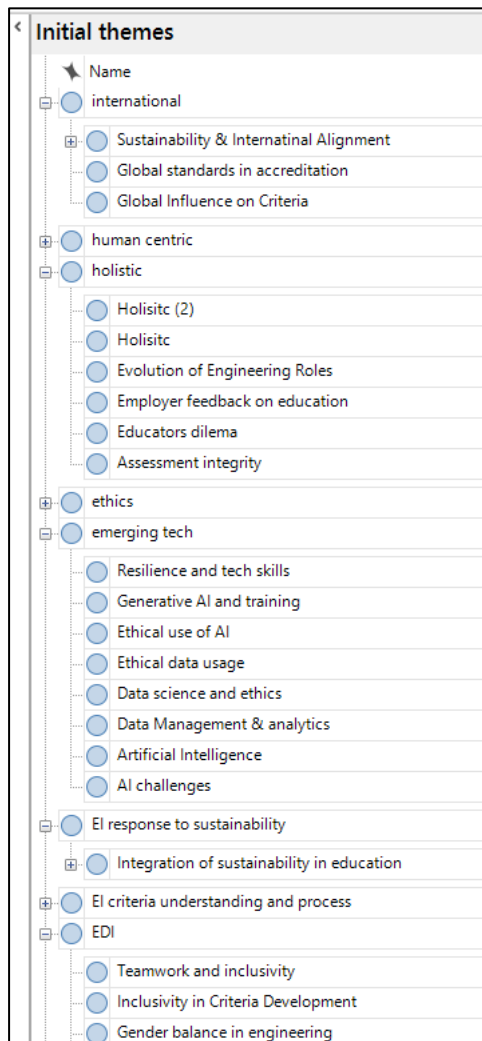 Initial themes
Name
international
Sustainability & Internatinal Alignment
Global standards in accreditation
Global Influence on Criteria
human centric
holistic
Holisitc (2)
Holisitc
Evolution of Engineering Roles
Employer feedback on education
Educators dilema
Assessment integrity
ethics
emerging tech
Resilience and tech skills
Generative AI and training
Ethical use of AI
Ethical data usage
Data science and ethics
Data Management & analytics
Artificial Intelligence
AI challenges
EI response to sustainability
Integration of sustainability in education
EI criteria understanding and process
EDI
Teamwork and inclusivity
Inclusivity in Criteria Development
Gender balance in engineering